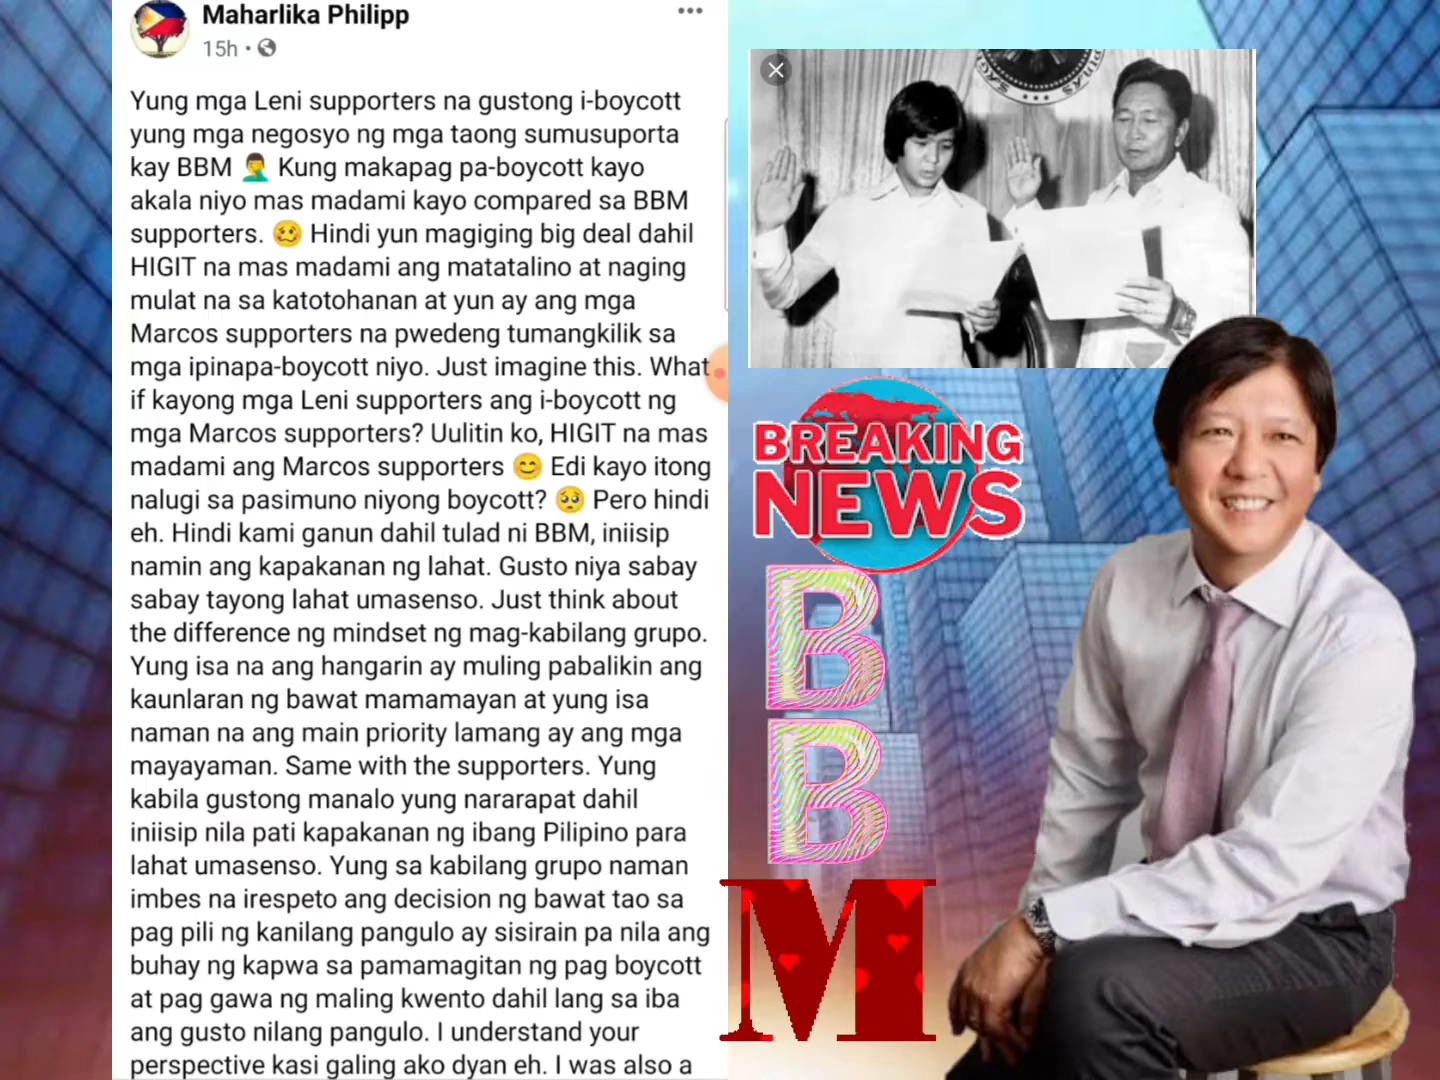 Maharlika Philipp
15h
Yung mga Leni supporters na gustong i-boycott
yung mga negosyo ng mga taong sumusuporta
kay BBM 🤦‍♂️ Kung makapag pa-boycott kayo
akala niyo mas madami kayo compared sa BBM
supporters. 🥴 Hindi yun magiging big deal dahil
HIGIT na mas madami ang matatalino at naging
mulat na sa katotohanan at yun ay ang mga
Marcos supporters na pwedeng tumangkilik sa
mga ipinapa-boycott niyo. Just imagine this. What
if kayong mga Leni supporters ang i-boycott ng
mga Marcos supporters? Uulitin ko, HIGIT na mas
madami ang Marcos supporters 😊 Edi kayo itong
nalugi sa pasimuno niyong boycott? 🥺 Pero hindi
eh. Hindi kami ganun dahil tulad ni BBM, iniisip
namin ang kapakanan ng lahat. Gusto niya sabay
sabay tayong lahat umasenso. Just think about
the difference ng mindset ng mag-kabilang grupo.
Yung isa na ang hangarin ay muling pabalikin ang
kaunlaran ng bawat mamamayan at yung isa
naman na ang main priority lamang ay ang mga
mayayaman. Same with the supporters. Yung
kabila gustong manalo yung nararapat dahil
iniisip nila pati kapakanan ng ibang Pilipino para
lahat umasenso. Yung sa kabilang grupo naman
imbes na irespeto ang decision ng bawat tao sa
pag pili ng kanilang pangulo ay sisirain pa nila ang
buhay ng kapwa sa pamamagitan ng pag boycott
at pag gawa ng maling kwento dahil lang sa iba
ang gusto nilang pangulo. I understand your
perspective kasi galing ako dyan eh. I was also a
BREAKING
NEWS
B
B
M